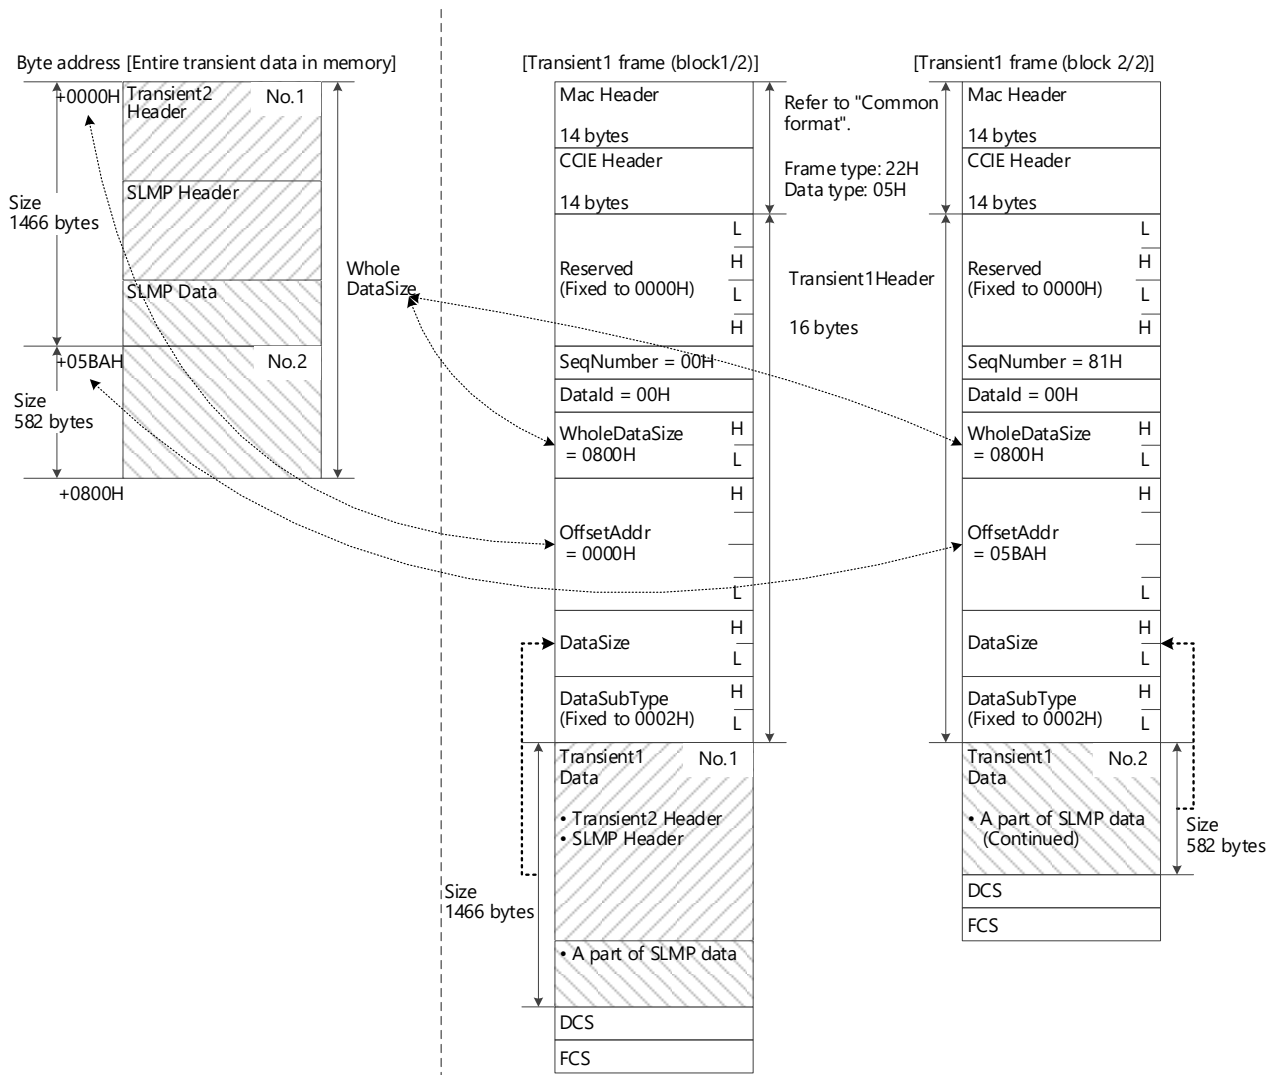 Byte address [Entire transient data in memory]
+0000H
Transient2
Header
No.1
SLMP Header
Size
1466 bytes
SLMP Data
Whole
DataSize
+05BAH
No.2
Size
582 bytes
+0800H
[Transient1 frame (block1/2)]
Mac Header
14 bytes
CCIE Header
14 bytes
Refer to "Common
format".
Frame type: 22H
Data type: 05H
L
H
Reserved
(Fixed to 0000H)
L
H
Transient1Header
16 bytes
SeqNumber = 00H
DataId = 00H
WholeDataSize
= 0800H
H
L
H
OffsetAddr
= 0000H
L
DataSize
H
L
DataSubType
(Fixed to 0002H)
H
L
Transient1
Data
No.1
• Transient2 Header
• SLMP Header
Size
1466 bytes
• A part of SLMP data
DCS
FCS
[Transient1 frame (block 2/2)]
Mac Header
14 bytes
CCIE Header
14 bytes
L
H
Reserved
(Fixed to 0000H)
L
H
SeqNumber = 81H
DataId = 00H
WholeDataSize
= 0800H
H
L
H
OffsetAddr
= 05BAH
L
DataSize
H
L
DataSubType
(Fixed to 0002H)
H
L
Transient1
Data
No.2
• A part of SLMP data
(Continued)
Size
582 bytes
DCS
FCS